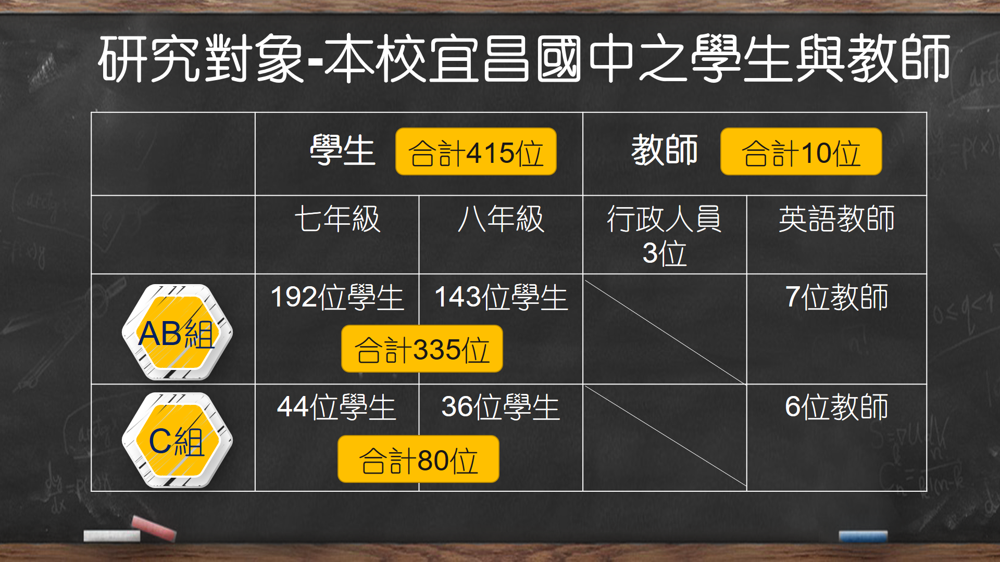 研究對象-本校宜昌國中之學生與教師
學生 合計415位 教師 合計10位
七年級 八年級 行政人員 英語教師
3位
AB組 192位學生 143位學生 7位教師
合計335位
C組 44位學生 36位學生 6位教師
合計80位